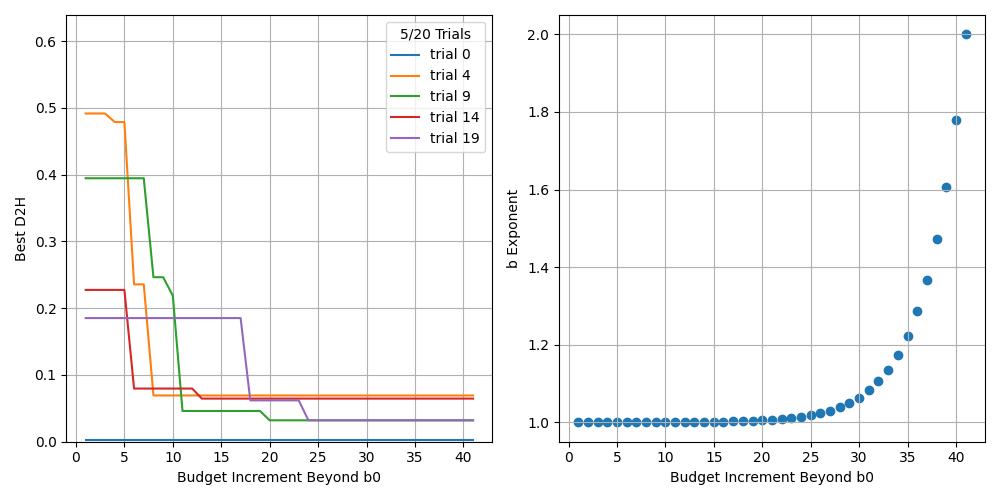 5/20 Trials
trial 0
trial 4
trial 9
trial 14
trial 19
Best D2H
0.6
0.5
0.4
0.3
0.2
0.1
0.0
0 5 10 15 20 25 30 35 40
Budget Increment Beyond b0
b Exponent
2.0
1.8
1.6
1.4
1.2
1.0
0 5 10 15 20 25 30 35 40
Budget Increment Beyond b0